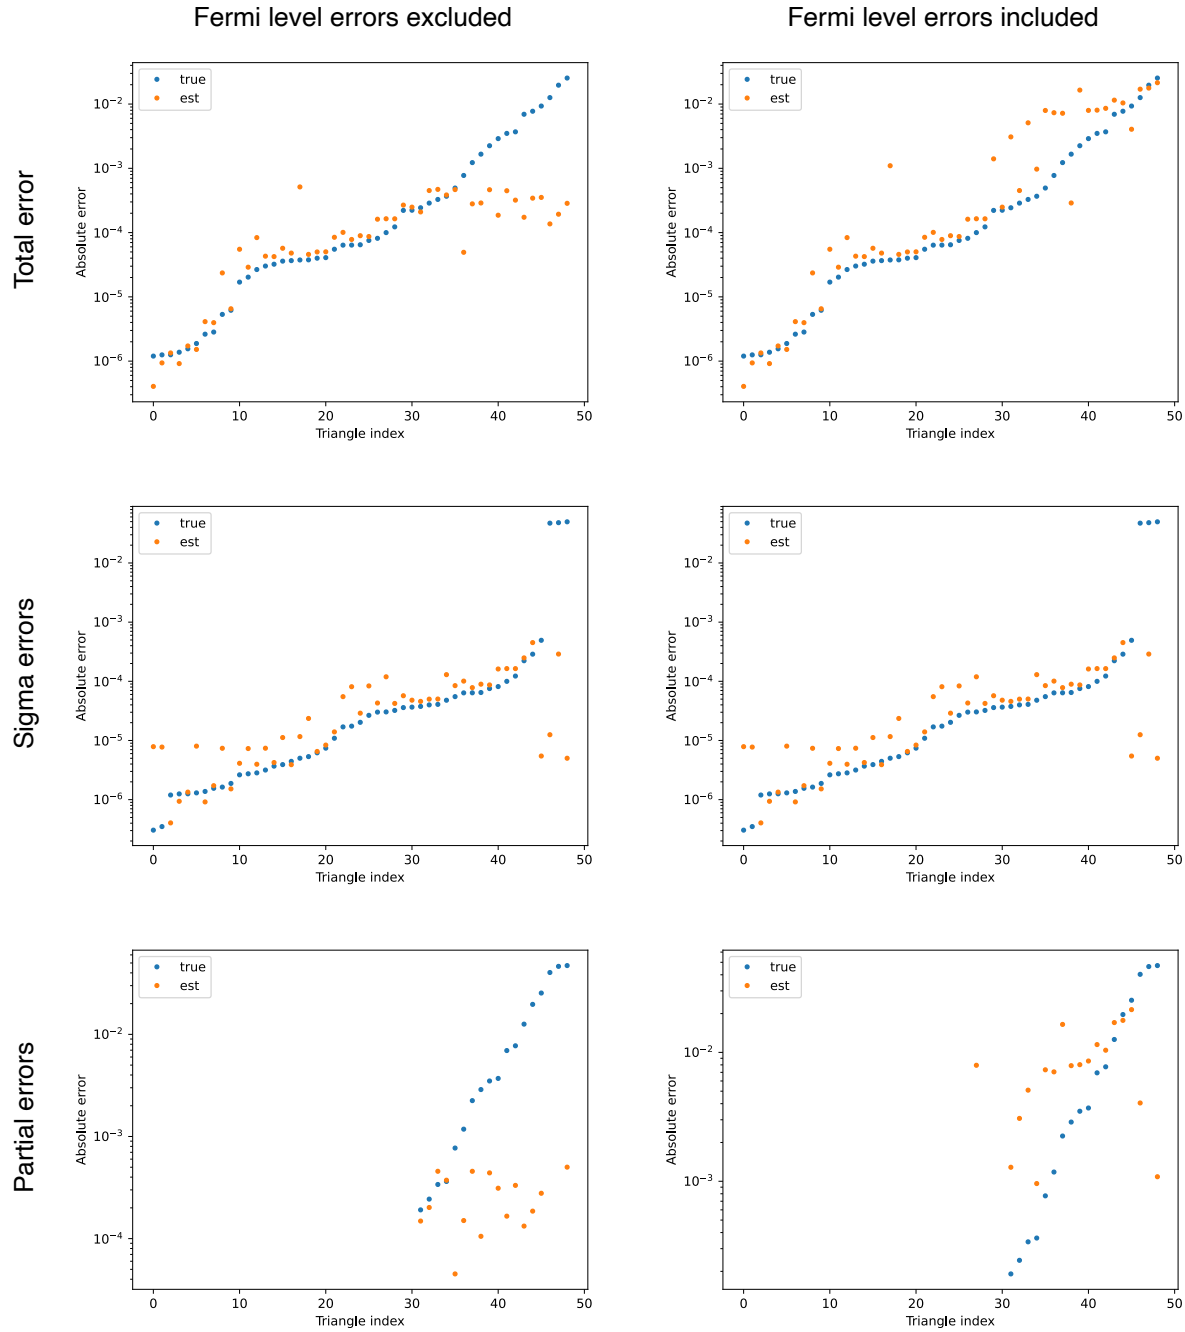 Fermi level errors excluded
Fermi level errors included
Total error
Absolute error
10⁻²
10⁻³
10⁻⁴
10⁻⁵
10⁻⁶
true
est
0 10 20 30 40 50
Triangle index
Absolute error
10⁻²
10⁻³
10⁻⁴
10⁻⁵
10⁻⁶
true
est
0 10 20 30 40 50
Triangle index
Sigma errors
Absolute error
10⁻²
10⁻³
10⁻⁴
10⁻⁵
10⁻⁶
true
est
0 10 20 30 40 50
Triangle index
Absolute error
10⁻²
10⁻³
10⁻⁴
10⁻⁵
10⁻⁶
true
est
0 10 20 30 40 50
Triangle index
Partial errors
Absolute error
10⁻²
10⁻³
10⁻⁴
true
est
0 10 20 30 40 50
Triangle index
Absolute error
10⁻²
10⁻³
true
est
0 10 20 30 40 50
Triangle index